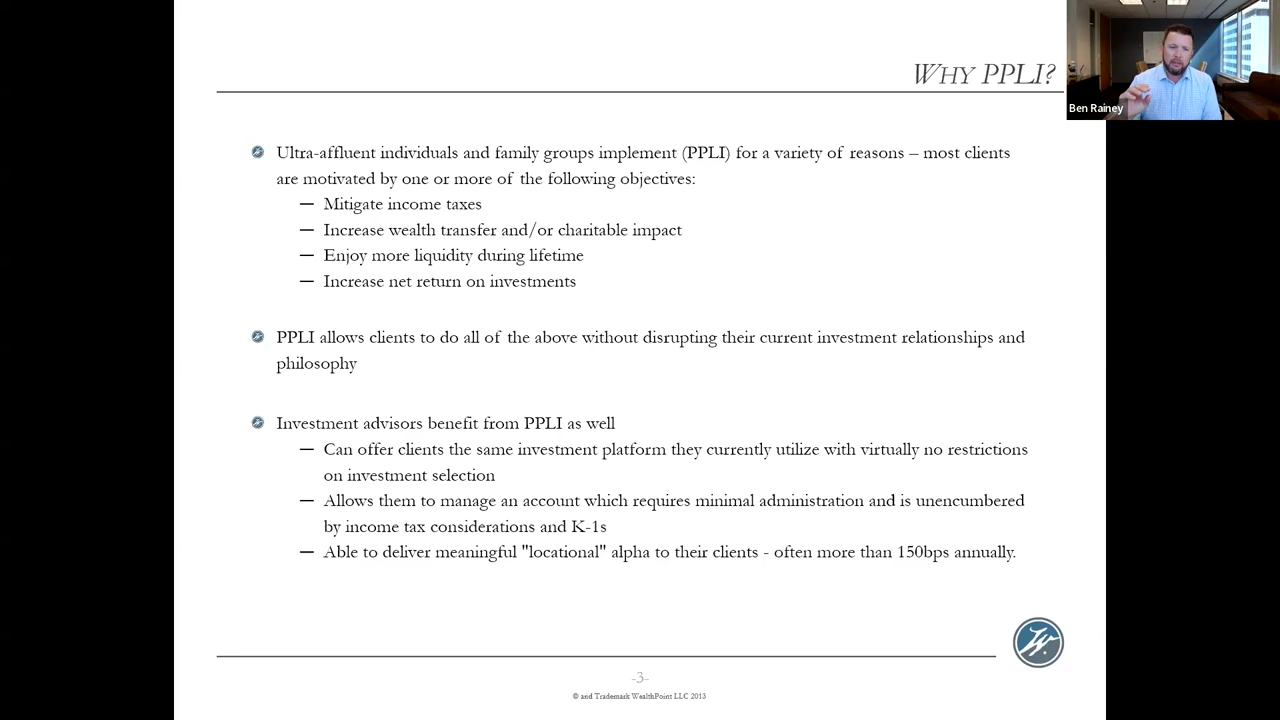 WHY PPLI?
Ben Rainey
Ultra-affluent individuals and family groups implement (PPLI) for a variety of reasons – most clients
are motivated by one or more of the following objectives:
— Mitigate income taxes
— Increase wealth transfer and/or charitable impact
— Enjoy more liquidity during lifetime
— Increase net return on investments
PPLI allows clients to do all of the above without disrupting their current investment relationships and
philosophy
Investment advisors benefit from PPLI as well
— Can offer clients the same investment platform they currently utilize with virtually no restrictions
on investment selection
— Allows them to manage an account which requires minimal administration and is unencumbered
by income tax considerations and K-1s
— Able to deliver meaningful "locational" alpha to their clients - often more than 150bps annually.
W.
-3-
© and Trademark WealthPoint LLC 2013